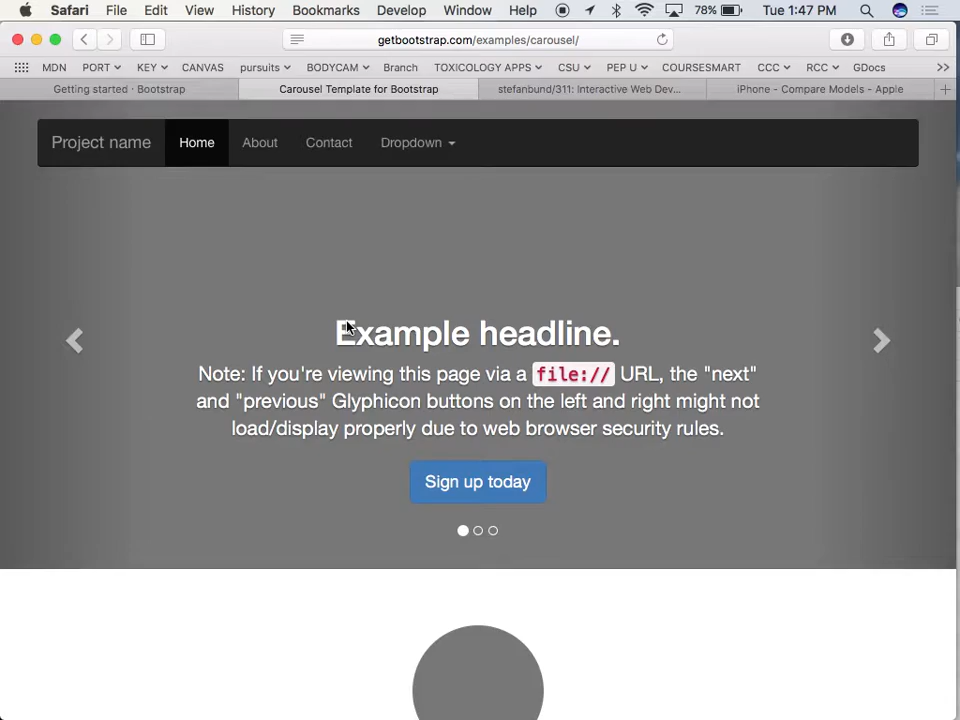 Safari File Edit View History Bookmarks Develop Window Help 78% Tue 1:47 PM
getbootstrap.com/examples/carousel/
MDN PORT KEY CANVAS pursuits BODYCAM Branch TOXICOLOGY APPS CSU PEP U COURSESMART CCC RCC GDocs
Getting started · Bootstrap Carousel Template for Bootstrap stefanbund/311: Interactive Web Dev... iPhone - Compare Models - Apple
Project name Home About Contact Dropdown
Example headline.
Note: If you're viewing this page via a file:// URL, the "next"
and "previous" Glyphicon buttons on the left and right might not
load/display properly due to web browser security rules.
Sign up today